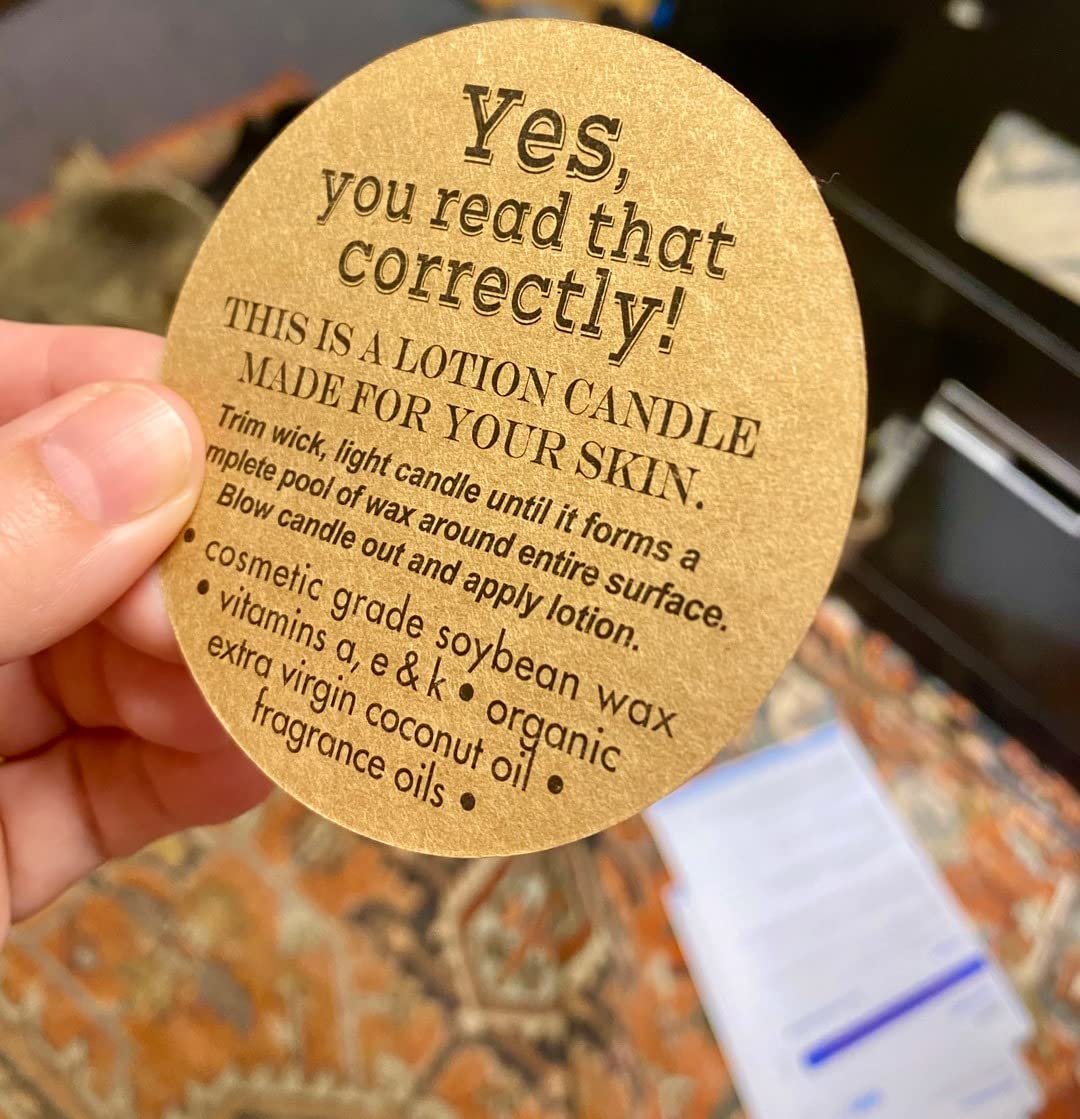 Yes,
you read that
correctly!
THIS IS A LOTION CANDLE
MADE FOR YOUR SKIN.
Trim wick, light candle until it forms a
mplete pool of wax around entire surface.
Blow candle out and apply lotion.
• cosmetic grade soybean wax
• vitamins a, e & k • organic
extra virgin coconut oil •
fragrance oils •